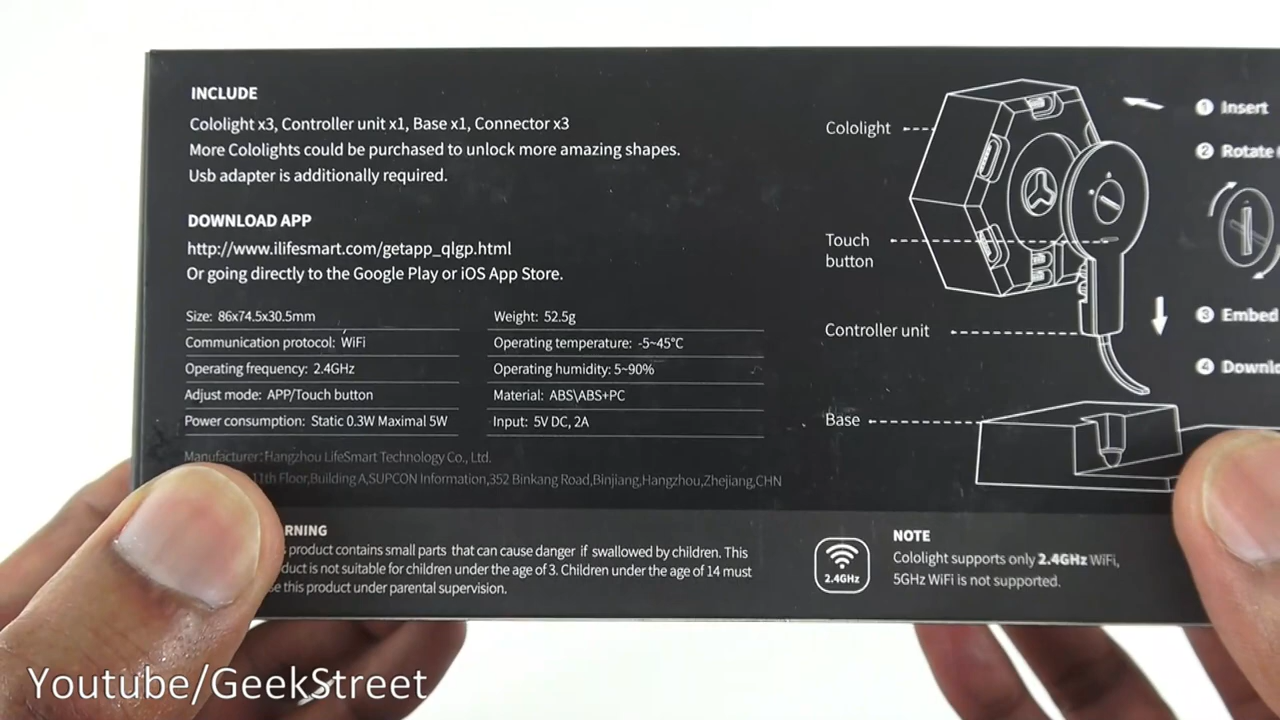 INCLUDE
Cololight x3, Controller unit x1, Base x1, Connector x3
More Cololights could be purchased to unlock more amazing shapes.
Usb adapter is additionally required.
DOWNLOAD APP
http://www.ilifesmart.com/getapp_qlgp.html
Or going directly to the Google Play or iOS App Store.
Size: 86x74.5x30.5mm
Communication protocol: WiFi
Operating frequency: 2.4GHz
Adjust mode: APP/Touch button
Power consumption: Static 0.3W Maximal 5W
Weight: 52.5g
Operating temperature: -5~45°C
Operating humidity: 5~90%
Material: ABS\ABS+PC
Input: 5V DC, 2A
Manufacturer: Hangzhou LifeSmart Technology Co., Ltd.
11th Floor,Building A,SUPCON Information,352 Binkang Road,Binjiang,Hangzhou,Zhejiang,CHN
Cololight
Touch
button
Controller unit
Base
1 Insert
2 Rotate
3 Embed
4
RNING
product contains small parts that can cause danger if swallowed by children. This
duct is not suitable for children under the age of 3. Children under the age of 14 must
this product under parental supervision.
2.4GHz
NOTE
Cololight supports only 2.4GHz WiFi,
5GHz WiFi is not supported.
Youtube/GeekStreet